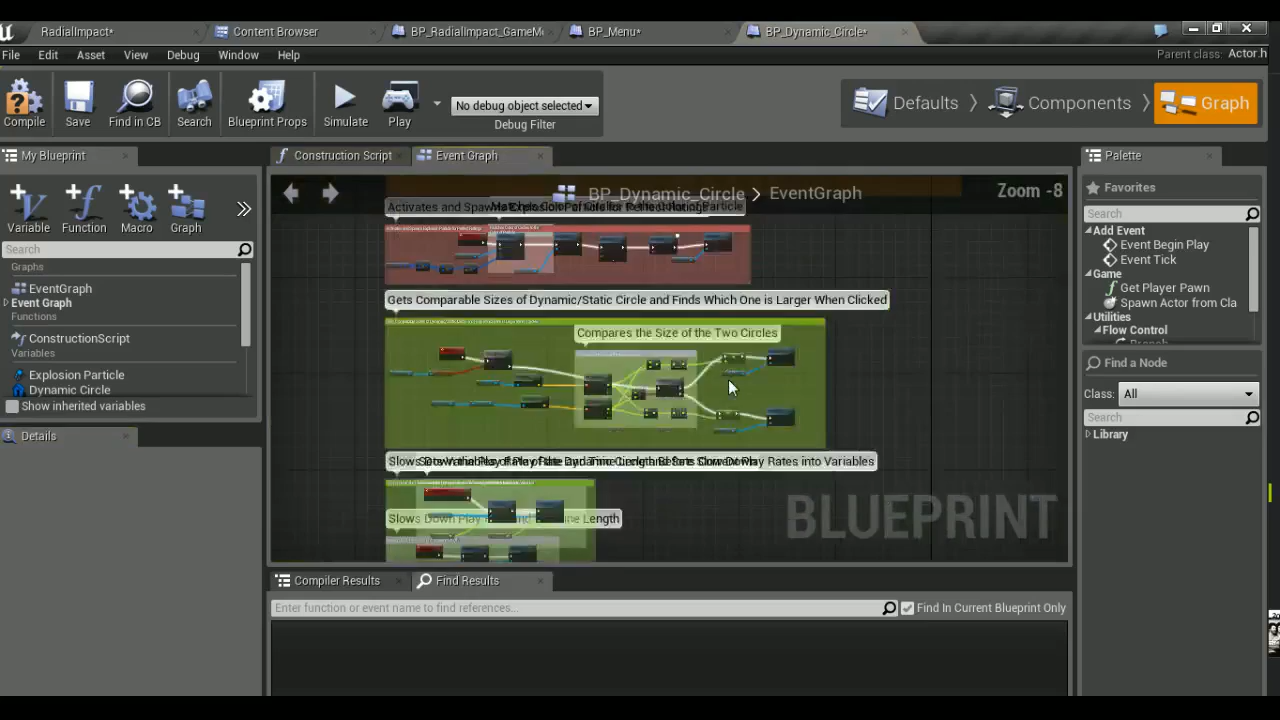 RadialImpact*
Content Browser
BP_RadialImpact_GameMo
BP_Menu*
BP_Dynamic_Circle*
File Edit Asset View Debug Window Help
Parent class: Actor.h
Compile
Save
Find in CB
Search
Blueprint Props
Simulate
Play
No debug object selected
Debug Filter
Defaults
Components
Graph
My Blueprint
Variable
Function
Macro
Graph
Search
Graphs
EventGraph
Event Graph
Functions
ConstructionScript
Variables
Explosion Particle
Dynamic Circle
Show inherited variables
Details
Construction Script
Event Graph
BP_Dynamic_Circle > EventGraph
Zoom -8
Gets Comparable Sizes of Dynamic/Static Circle and Finds Which One is Larger When Clicked
Compares the Size of the Two Circles
BLUEPRINT
Compiler Results
Find Results
Enter function or event name to find references...
Find In Current Blueprint Only
Palette
Favorites
Search
Add Event
Event Begin Play
Event Tick
Game
Get Player Pawn
Spawn Actor from Cla
Utilities
Flow Control
Find a Node
Class: All
Search
Library